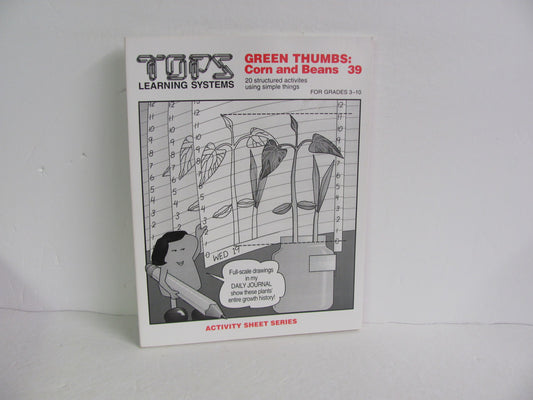 TOPS
LEARNING SYSTEMS
GREEN THUMBS:
Corn and Beans 39
20 structured activites
using simple things
FOR GRADES 3-10
WED 19
Full-scale drawings
in my
DAILY JOURNAL
show these plants'
entire growth history!
ACTIVITY SHEET SERIES